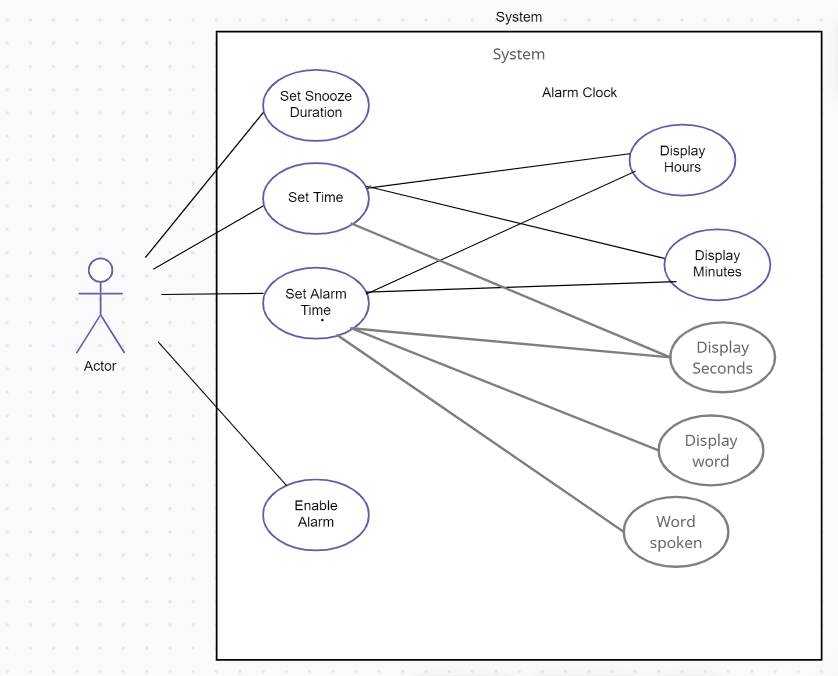 System
System
Alarm Clock
Set Snooze
Duration
Set Time
Set Alarm
Time
Enable
Alarm
Actor
Display
Hours
Display
Minutes
Display
Seconds
Display
word
Word
spoken